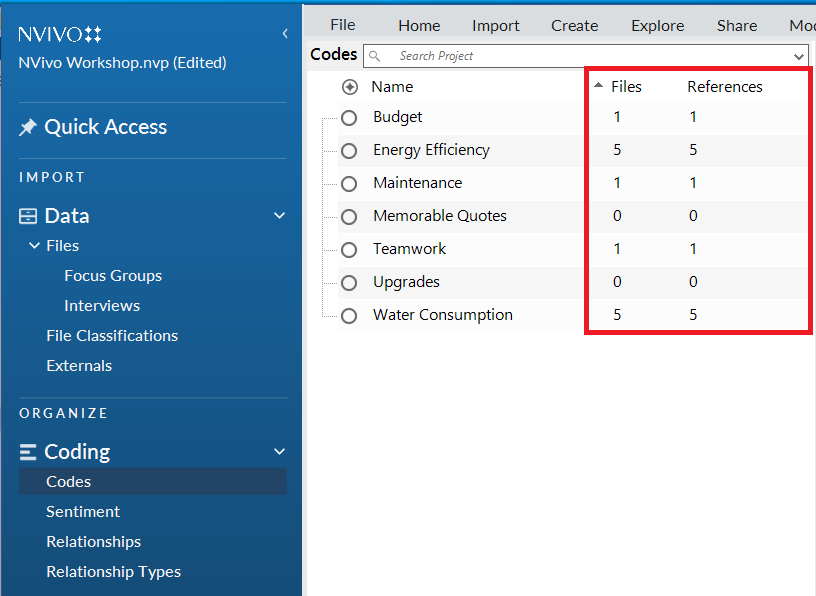 NVIVO
NVivo Workshop.nvp (Edited)
Quick Access
IMPORT
Data
Files
Focus Groups
Interviews
File Classifications
Externals
ORGANIZE
Coding
Codes
Sentiment
Relationships
Relationship Types
File Home Import Create Explore Share Mod
Codes Search Project
Name Files References
Budget 1 1
Energy Efficiency 5 5
Maintenance 1 1
Memorable Quotes 0 0
Teamwork 1 1
Upgrades 0 0
Water Consumption 5 5